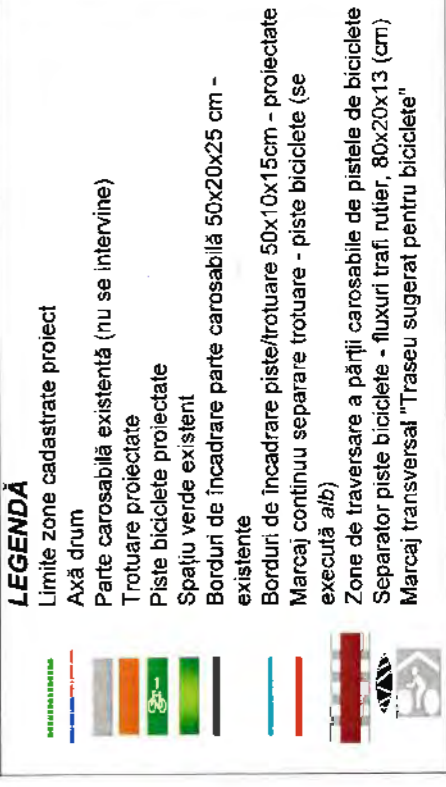 LEGENDĂ
Limite zone cadastrate proiect
Axă drum
Parte carosabilă existentă (nu se intervine)
Trotuare proiectate
Piste biciclete proiectate
Spațiu verde existent
Borduri de încadrare parte carosabilă 50x20x25 cm -
existente
Borduri de încadrare piste/trotuare 50x10x15cm - proiectate
Marcaj continuu separare trotuare - piste biciclete (se
execută alb)
Zone de traversare a părții carosabile de pistele de biciclete
Separator piste biciclete - fluxuri trafi rutier, 80x20x13 (cm)
Marcaj transversal "Traseu sugerat pentru biciclete"